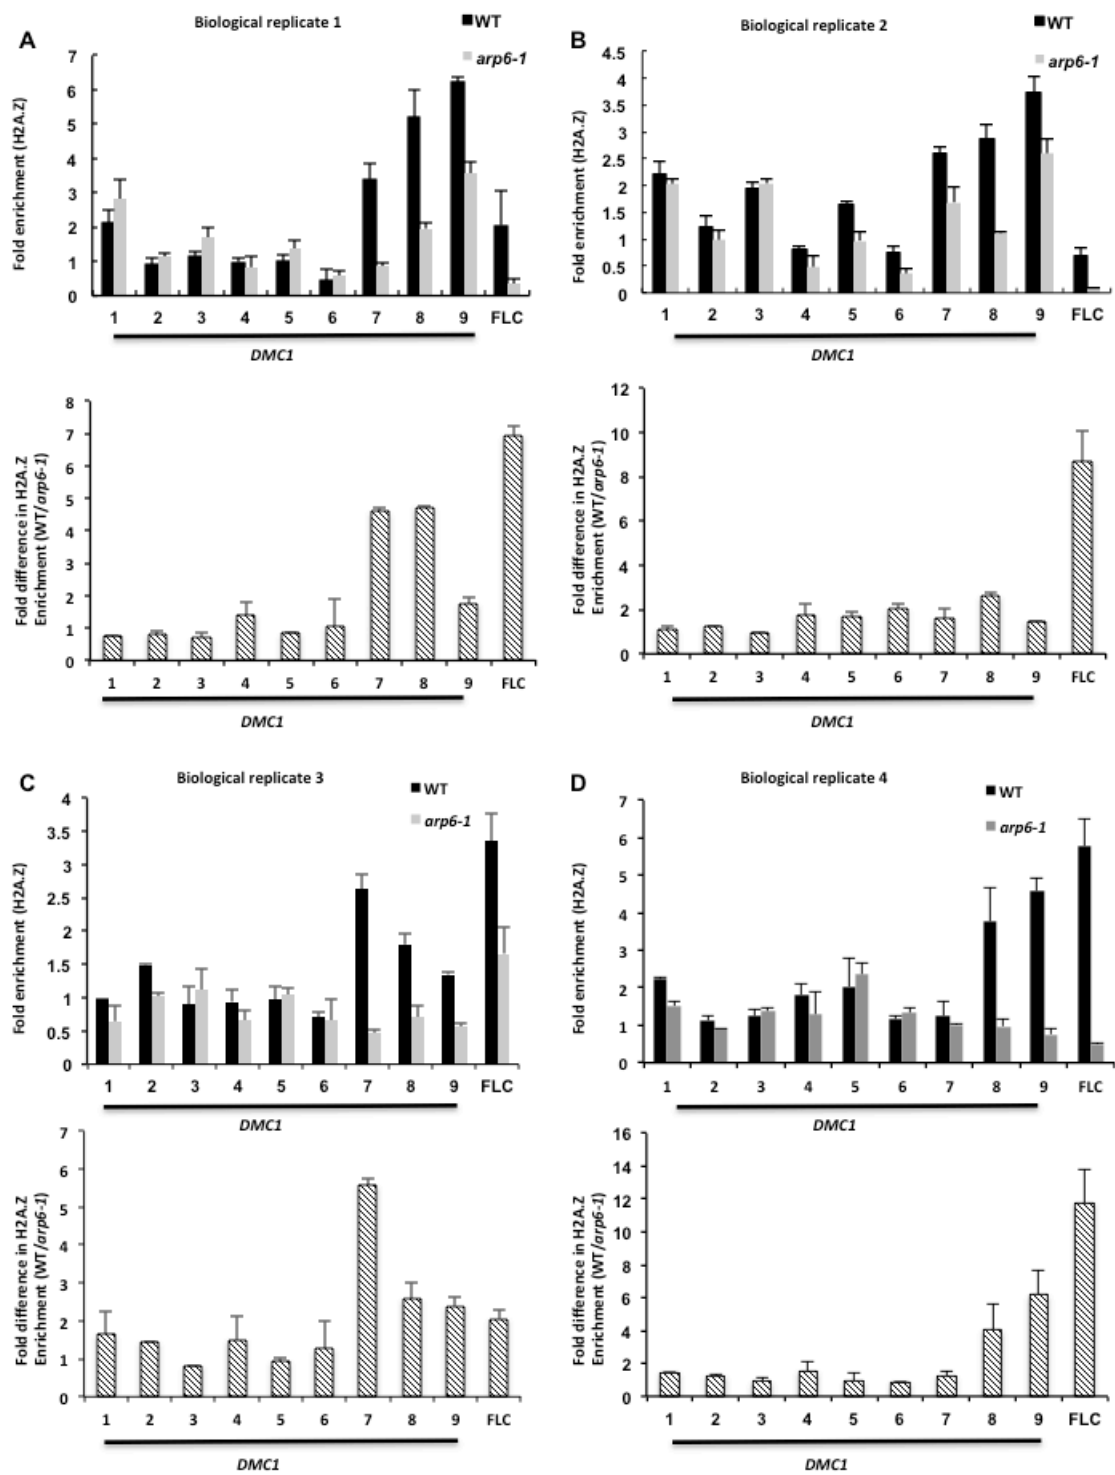 A
Biological replicate 1
WT
arp6-1
Fold enrichment (H2A.Z)
7
6
5
4
3
2
1
0
1 2 3 4 5 6 7 8 9 FLC
DMC1
Fold difference in H2A.Z
Enrichment (WT/arp6-1)
8
7
6
5
4
3
2
1
0
1 2 3 4 5 6 7 8 9 FLC
DMC1
B
Biological replicate 2
WT
arp6-1
Fold enrichment (H2A.Z)
4.5
4
3.5
3
2.5
2
1.5
1
0.5
0
1 2 3 4 5 6 7 8 9 FLC
DMC1
Fold difference in H2A.Z
Enrichment (WT/arp6-1)
12
10
8
6
4
2
0
1 2 3 4 5 6 7 8 9 FLC
DMC1
C
Biological replicate 3
WT
arp6-1
Fold enrichment (H2A.Z)
4
3.5
3
2.5
2
1.5
1
0.5
0
1 2 3 4 5 6 7 8 9 FLC
DMC1
Fold difference in H2A.Z
Enrichment (WT/arp6-1)
7
6
5
4
3
2
1
0
1 2 3 4 5 6 7 8 9 FLC
DMC1
D
Biological replicate 4
WT
arp6-1
Fold enrichment (H2A.Z)
7
6
5
4
3
2
1
0
1 2 3 4 5 6 7 8 9 FLC
DMC1
Fold difference in H2A.Z
Enrichment (WT/arp6-1)
16
14
12
10
8
6
4
2
0
1 2 3 4 5 6 7 8 9 FLC
DMC1